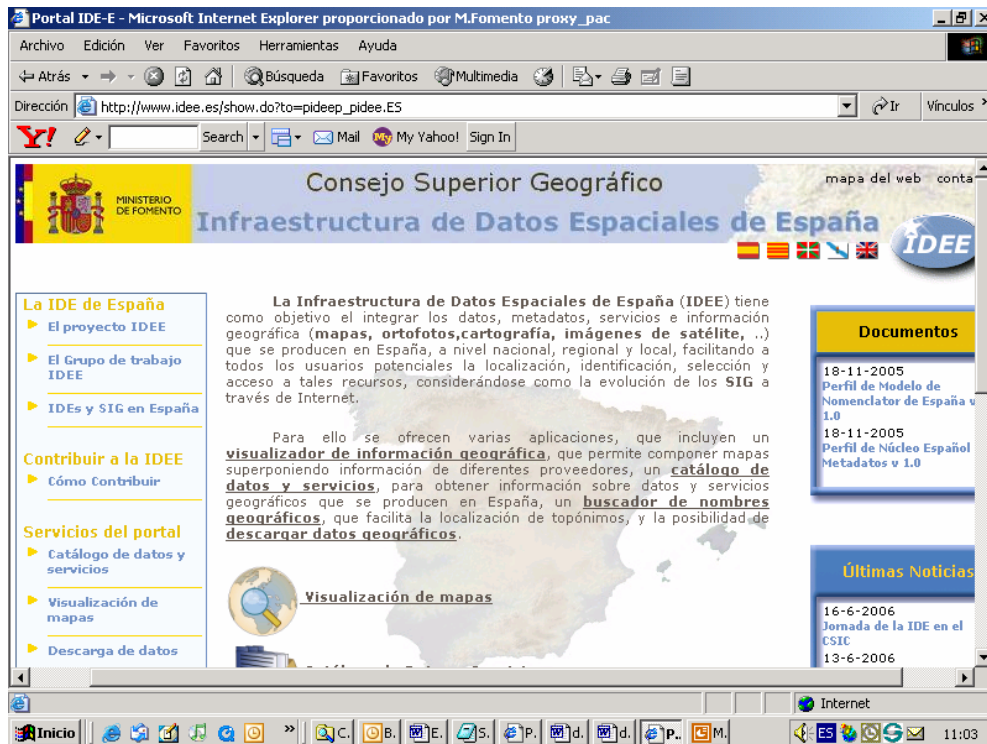 Portal IDE-E - Microsoft Internet Explorer proporcionado por M.Fomento proxy_pac
Archivo Edición Ver Favoritos Herramientas Ayuda
Atrás Búsqueda Favoritos Multimedia
Dirección http://www.idee.es/show.do?to=pideep_pidee.ES Ir Vínculos »
Y! Search Mail My Yahoo! Sign In
MINISTERIO
DE FOMENTO
Consejo Superior Geográfico
mapa del web conta
Infraestructura de Datos Espaciales de España
IDEE
La IDE de España
El proyecto IDEE
El Grupo de trabajo
IDEE
IDEs y SIG en España
Contribuir a la IDEE
Cómo Contribuir
Servicios del portal
Catálogo de datos y
servicios
Visualización de
mapas
Descarga de datos
La Infraestructura de Datos Espaciales de España (IDEE) tiene
como objetivo el integrar los datos, metadatos, servicios e información
geográfica (mapas, ortofotos,cartografía, imágenes de satélite, ..)
que se producen en España, a nivel nacional, regional y local, facilitando a
todos los usuarios potenciales la localización, identificación, selección y
acceso a tales recursos, considerándose como la evolución de los SIG a
través de Internet.
Para ello se ofrecen varias aplicaciones, que incluyen un
visualizador de información geográfica, que permite componer mapas
superponiendo información de diferentes proveedores, un catálogo de
datos y servicios, para obtener información sobre datos y servicios
geográficos que se producen en España, un buscador de nombres
geográficos, que facilita la localización de topónimos, y la posibilidad de
descargar datos geográficos.
Visualización de mapas
Documentos
18-11-2005
Perfil de Modelo de
Nomenclator de España v
1.0
18-11-2005
Perfil de Núcleo Español
Metadatos v 1.0
Últimas Noticias
16-6-2006
Jornada de la IDE en el
CSIC
13-6-2006
Internet
Inicio » C. B. E. S. P. d. d. P.. M. ES 11:03